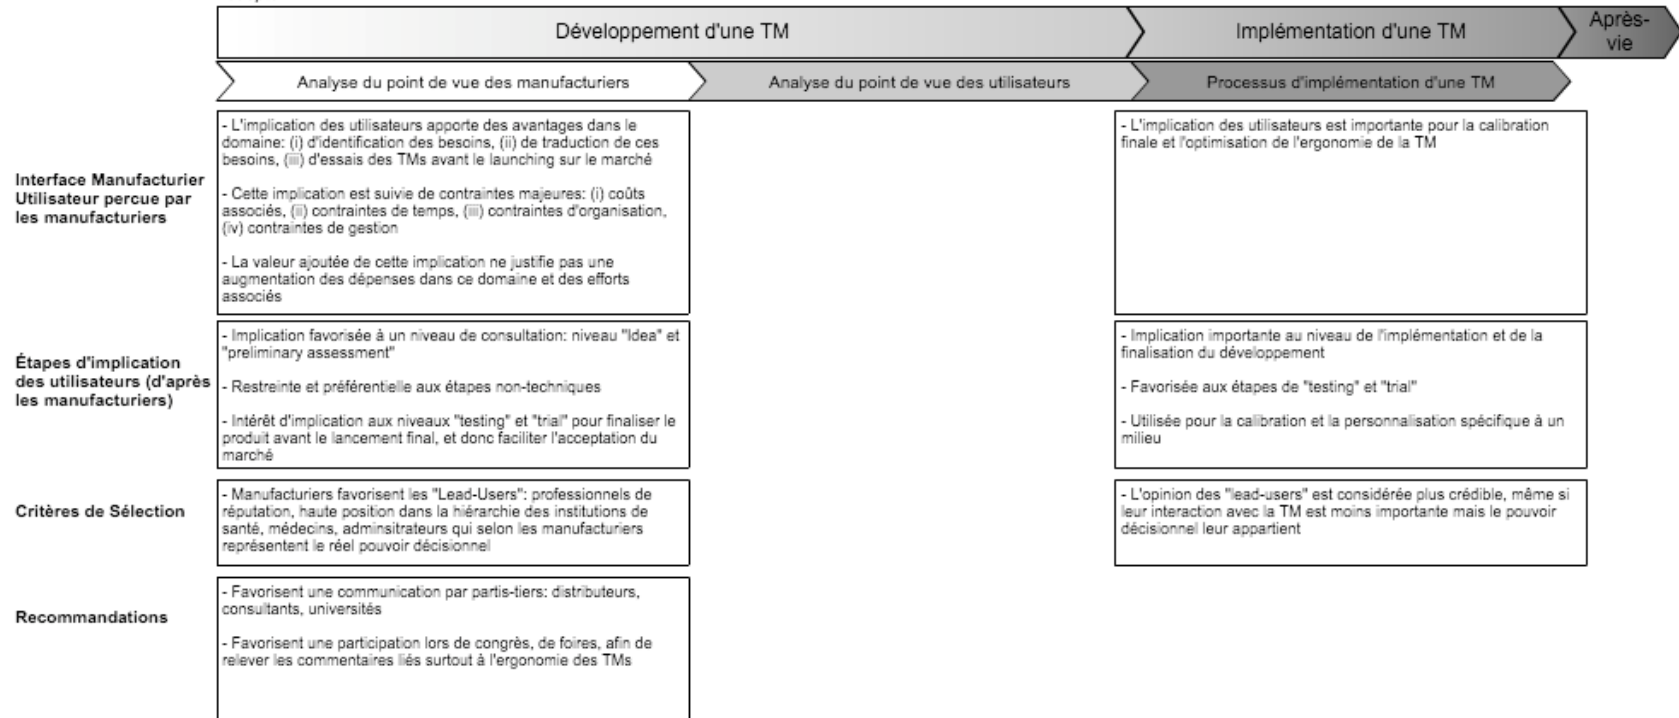 Développement d'une TM
Implémentation d'une TM
Après-
vie
Analyse du point de vue des manufacturiers
Analyse du point de vue des utilisateurs
Processus d'implémentation d'une TM
Interface Manufacturier
Utilisateur percue par
les manufacturiers
- L'implication des utilisateurs apporte des avantages dans le
domaine: (i) d'identification des besoins, (ii) de traduction de ces
besoins, (iii) d'essais des TMs avant le launching sur le marché
- Cette implication est suivie de contraintes majeures: (i) coûts
associés, (ii) contraintes de temps, (iii) contraintes d'organisation,
(iv) contraintes de gestion
- La valeur ajoutée de cette implication ne justifie pas une
augmentation des dépenses dans ce domaine et des efforts
associés
- L'implication des utilisateurs est importante pour la calibration
finale et l'optimisation de l'ergonomie de la TM
Étapes d'implication
des utilisateurs (d'après
les manufacturiers)
- Implication favorisée à un niveau de consultation: niveau "Idea" et
"preliminary assessment"
- Restreinte et préférentielle aux étapes non-techniques
- Intérêt d'implication aux niveaux "testing" et "trial" pour finaliser le
produit avant le lancement final, et donc faciliter l'acceptation du
marché
- Implication importante au niveau de l'implémentation et de la
finalisation du développement
- Favorisée aux étapes de "testing" et "trial"
- Utilisée pour la calibration et la personnalisation spécifique à un
milieu
Critères de Sélection
- Manufacturiers favorisent les "Lead-Users": professionnels de
réputation, haute position dans la hiérarchie des institutions de
santé, médecins, adminsitrateurs qui selon les manufacturiers
représentent le réel pouvoir décisionnel
- L'opinion des "lead-users" est considérée plus crédible, même si
leur interaction avec la TM est moins importante mais le pouvoir
décisionnel leur appartient
Recommandations
- Favorisent une communication par partis-tiers: distributeurs,
consultants, universités
- Favorisent une participation lors de congrès, de foires, afin de
relever les commentaires liés surtout à l'ergonomie des TMs